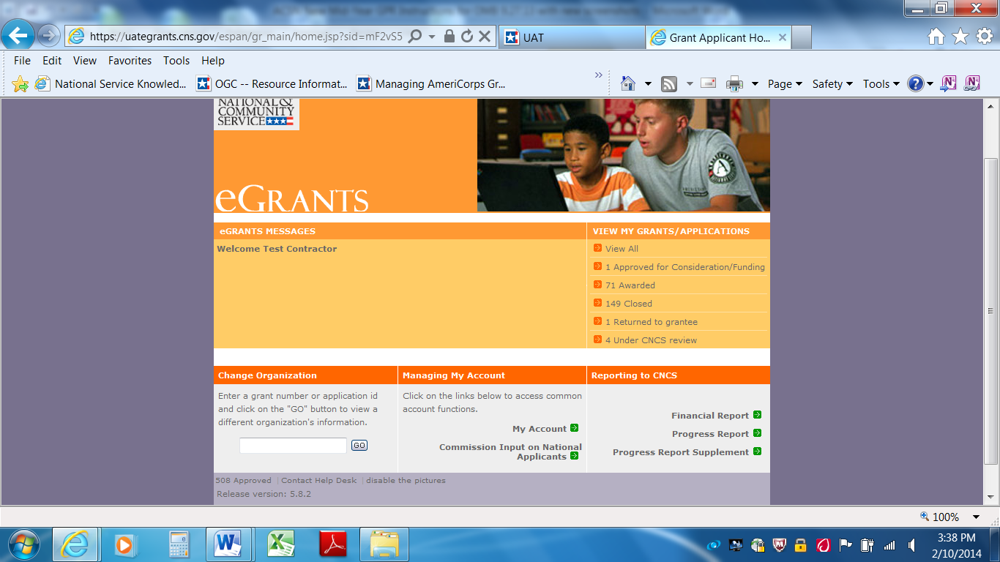 https://uategrants.cns.gov/espan/gr_main/home.jsp?sid=mF2vS5
UAT
Grant Applicant Ho...
File Edit View Favorites Tools Help
National Service Knowled...
OGC -- Resource Informat...
Managing AmeriCorps Gr...
Page
Safety
Tools
NATIONAL &
COMMUNITY
SERVICE
eGRANTS
eGRANTS MESSAGES
VIEW MY GRANTS/APPLICATIONS
Welcome Test Contractor
View All
1 Approved for Consideration/Funding
71 Awarded
149 Closed
1 Returned to grantee
4 Under CNCS review
Change Organization
Enter a grant number or application id
and click on the "GO" button to view a
different organization's information.
GO
Managing My Account
Click on the links below to access common
account functions.
My Account
Commission Input on National
Applicants
Reporting to CNCS
Financial Report
Progress Report
Progress Report Supplement
508 Approved | Contact Help Desk | disable the pictures
Release version: 5.8.2
100%
3:38 PM
2/10/2014